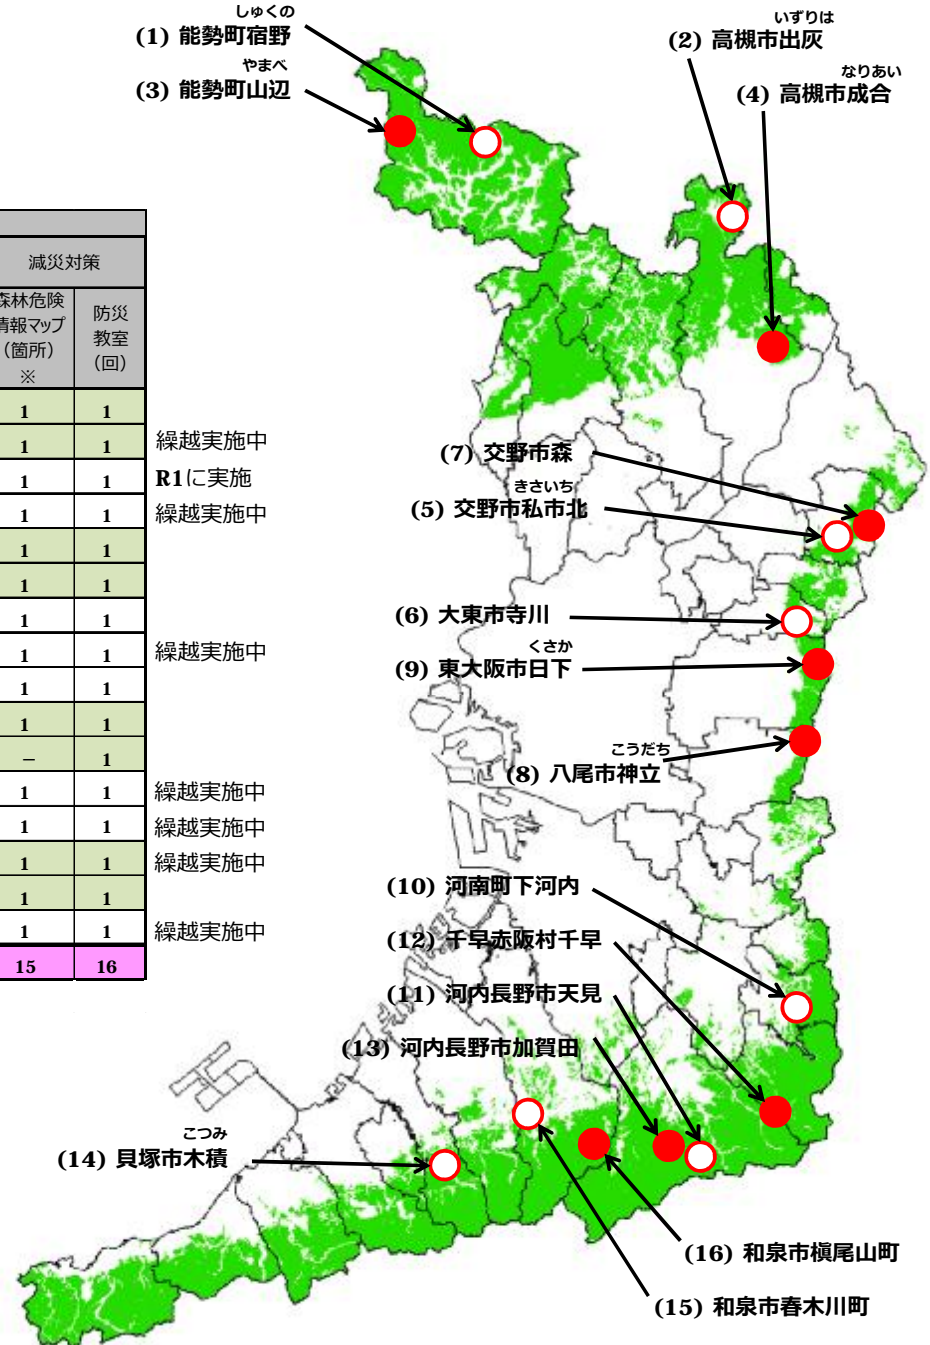 しゅくの
(1) 能勢町宿野
いずりは
(2) 高槻市出灰
やまべ
(3) 能勢町山辺
なりあい
(4) 高槻市成合
減災対策
森林危険 防災
情報マップ 教室
(箇所) (回)
※
1 1
1 1 繰越実施中
1 1 R1に実施
1 1 繰越実施中
1 1
1 1
1 1
1 1 繰越実施中
1 1
1 1
－ 1
1 1 繰越実施中
1 1 繰越実施中
1 1 繰越実施中
1 1
1 1 繰越実施中
15 16
(7) 交野市森
きさいち
(5) 交野市私市北
(6) 大東市寺川
くさか
(9) 東大阪市日下
こうだち
(8) 八尾市神立
(10) 河南町下河内
(12) 千早赤阪村千早
(11) 河内長野市天見
(13) 河内長野市加賀田
こつみ
(14) 貝塚市木積
(16) 和泉市槇尾山町
(15) 和泉市春木川町